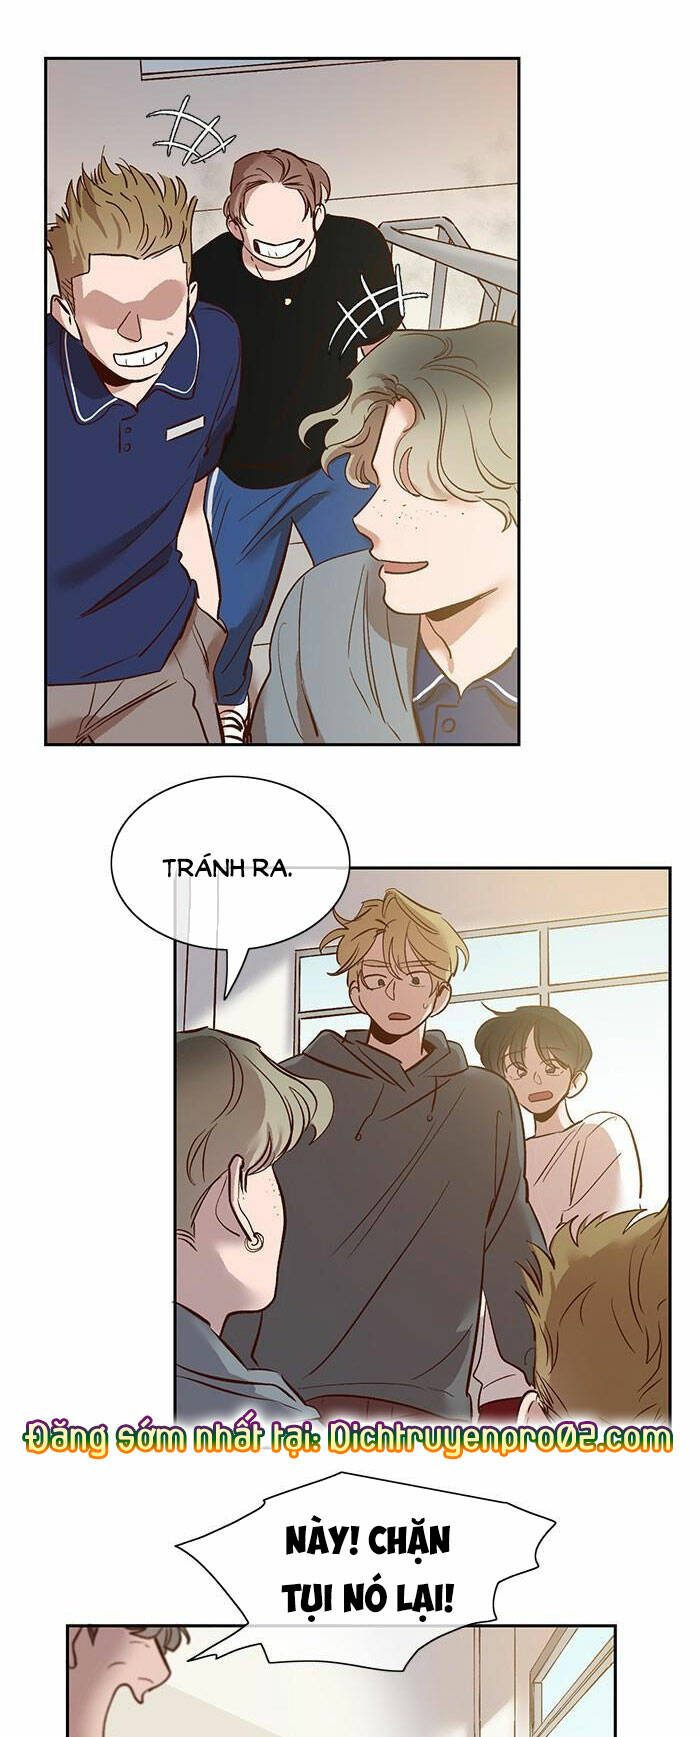 TRÁNH RA.
Đăng sớm nhất tại: Dichtruyenpro02.com
NÀY! CHẶN
TỤI NÓ LẠI!